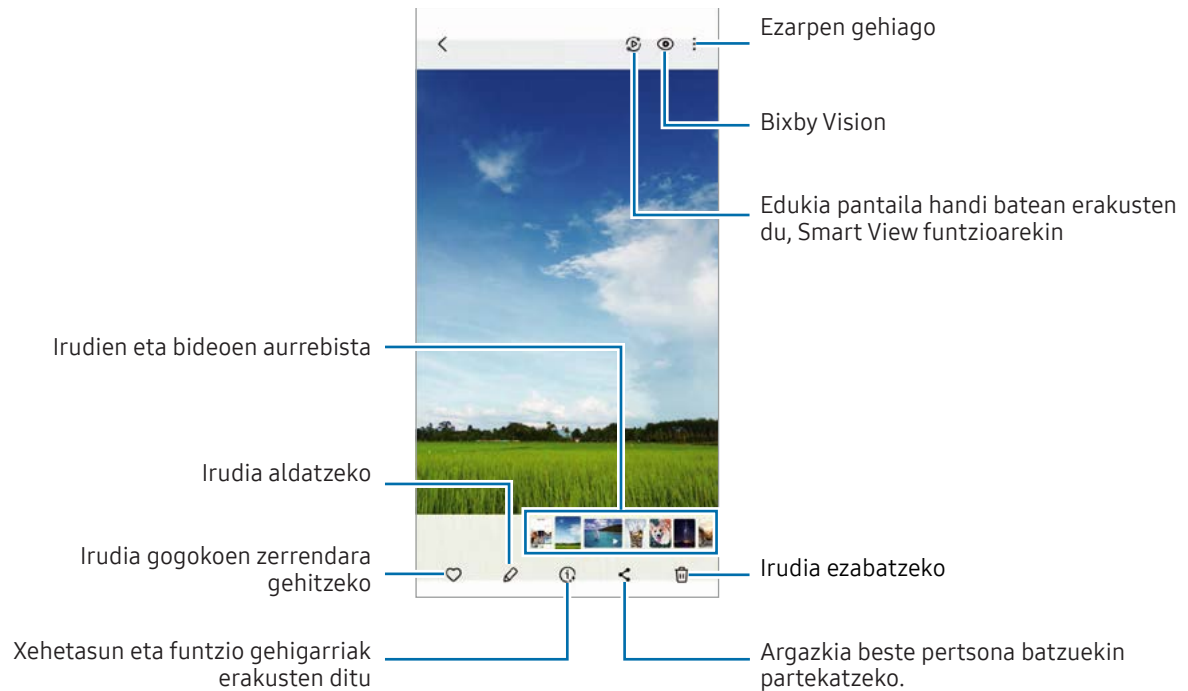 Ezarpen gehiago
Bixby Vision
Edukia pantaila handi batean erakusten
du, Smart View funtzioarekin
Irudien eta bideoen aurrebista
Irudia aldatzeko
Irudia gogokoen zerrendara
gehitzeko
Irudia ezabatzeko
Xehetasun eta funtzio gehigarriak
erakusten ditu
Argazkia beste pertsona batzuekin
partekatzeko.